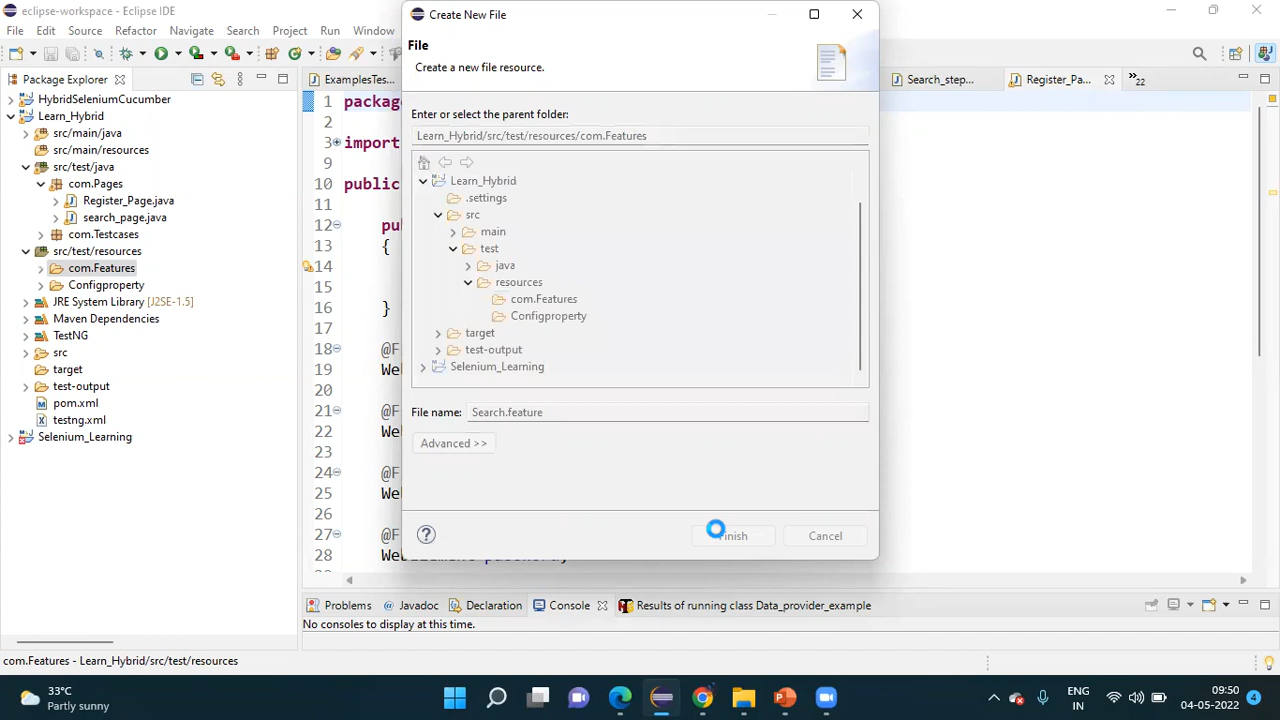 eclipse-workspace - Eclipse IDE
File Edit Source Refactor Navigate Search Project Run Window
Package Explorer
HybridSeleniumCucumber
Learn_Hybrid
src/main/java
src/main/resources
src/test/java
com.Pages
Register_Page.java
search_page.java
com.Testcases
src/test/resources
com.Features
Configproperty
JRE System Library [J2SE-1.5]
Maven Dependencies
TestNG
src
target
test-output
pom.xml
testng.xml
Selenium_Learning
ExamplesTes...
Search_step...
Register_Pa...
»22
1 package
2
3 import
9
10 public
11
12 pu
13 {
14
15
16 }
17
18 @F
19 We
20
21 @F
22 We
23
24 @F
25 We
26
27 @F
28
Create New File
File
Create a new file resource.
Enter or select the parent folder:
Learn_Hybrid/src/test/resources/com.Features
Learn_Hybrid
.settings
src
main
test
java
resources
com.Features
Configproperty
target
test-output
Selenium_Learning
File name: Search.feature
Advanced >>
Finish Cancel
Problems Javadoc Declaration Console Results of running class Data_provider_example
No consoles to display at this time.
com.Features - Learn_Hybrid/src/test/resources
33°C
Partly sunny
ENG
IN
09:50
04-05-2022
4